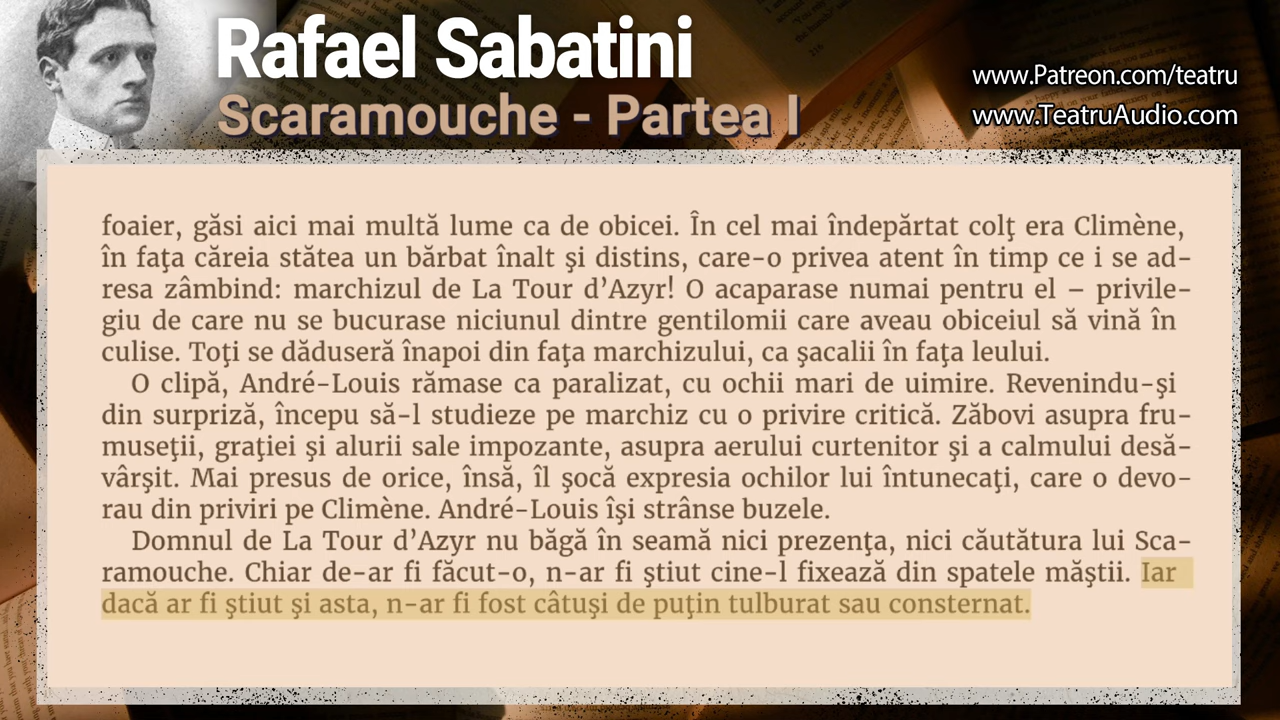 Rafael Sabatini
Scaramouche - Partea I
www.Patreon.com/teatru
www.TeatruAudio.com
foaier, găsi aici mai multă lume ca de obicei. În cel mai îndepărtat colţ era Climène,
în faţa căreia stătea un bărbat înalt şi distins, care-o privea atent în timp ce i se ad-
resa zâmbind: marchizul de La Tour d’Azyr! O acaparase numai pentru el – privile-
giu de care nu se bucurase niciunul dintre gentilomii care aveau obiceiul să vină în
culise. Toţi se dăduseră înapoi din faţa marchizului, ca şacalii în faţa leului.
O clipă, André-Louis rămase ca paralizat, cu ochii mari de uimire. Revenindu-şi
din surpriză, începu să-l studieze pe marchiz cu o privire critică. Zăbovi asupra fru-
museţii, graţiei şi alurii sale impozante, asupra aerului curtenitor şi a calmului desă-
vârşit. Mai presus de orice, însă, îl şocă expresia ochilor lui întunecaţi, care o devo-
rau din priviri pe Climène. André-Louis îşi strânse buzele.
Domnul de La Tour d’Azyr nu băgă în seamă nici prezenţa, nici căutătura lui Sca-
ramouche. Chiar de-ar fi făcut-o, n-ar fi ştiut cine-l fixează din spatele măştii. Iar
dacă ar fi ştiut şi asta, n-ar fi fost câtuşi de puţin tulburat sau consternat.